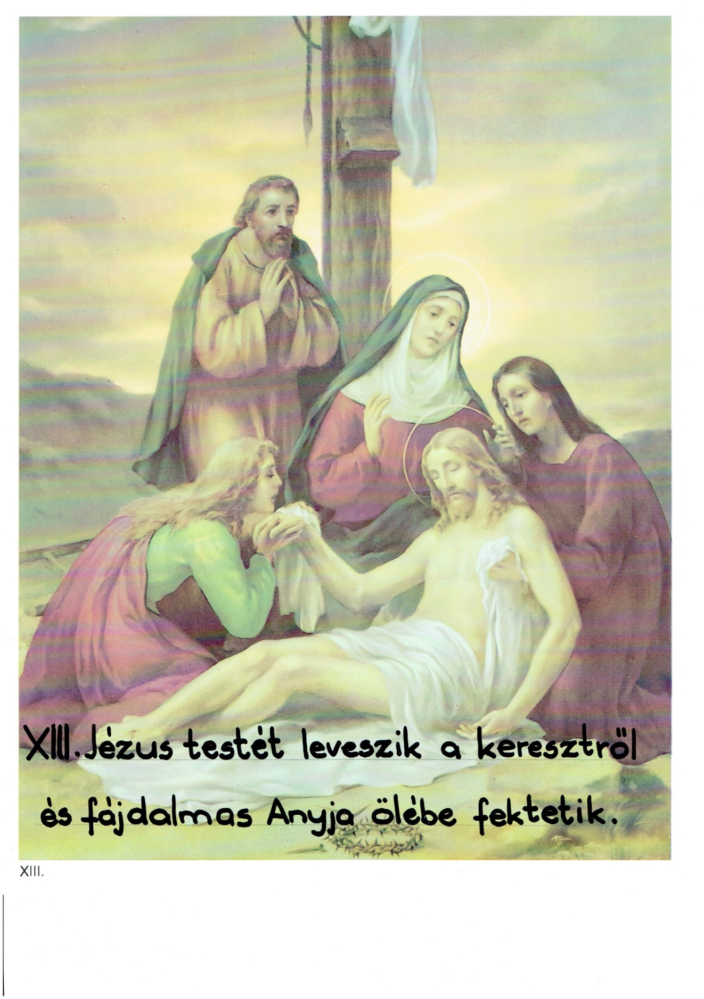 XIII. Jézus testét leveszik a keresztről
és fájdalmas Anyja ölébe fektetik.
XIII.